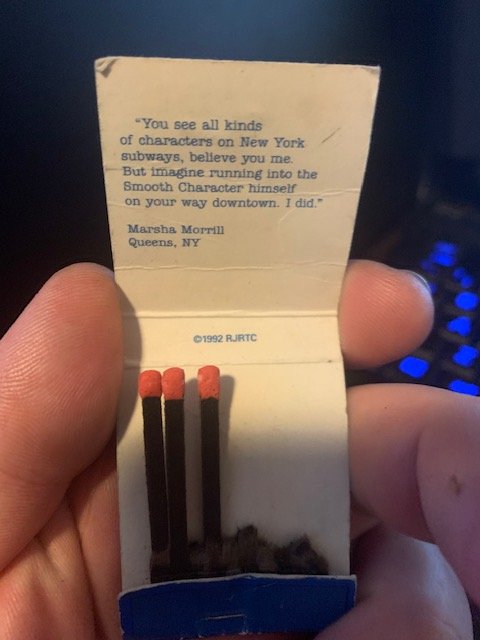 "You see all kinds
of characters on New York
subways, believe you me.
But imagine running into the
Smooth Character himself
on your way downtown. I did."
Marsha Morrill
Queens, NY
©1992 RJRTC